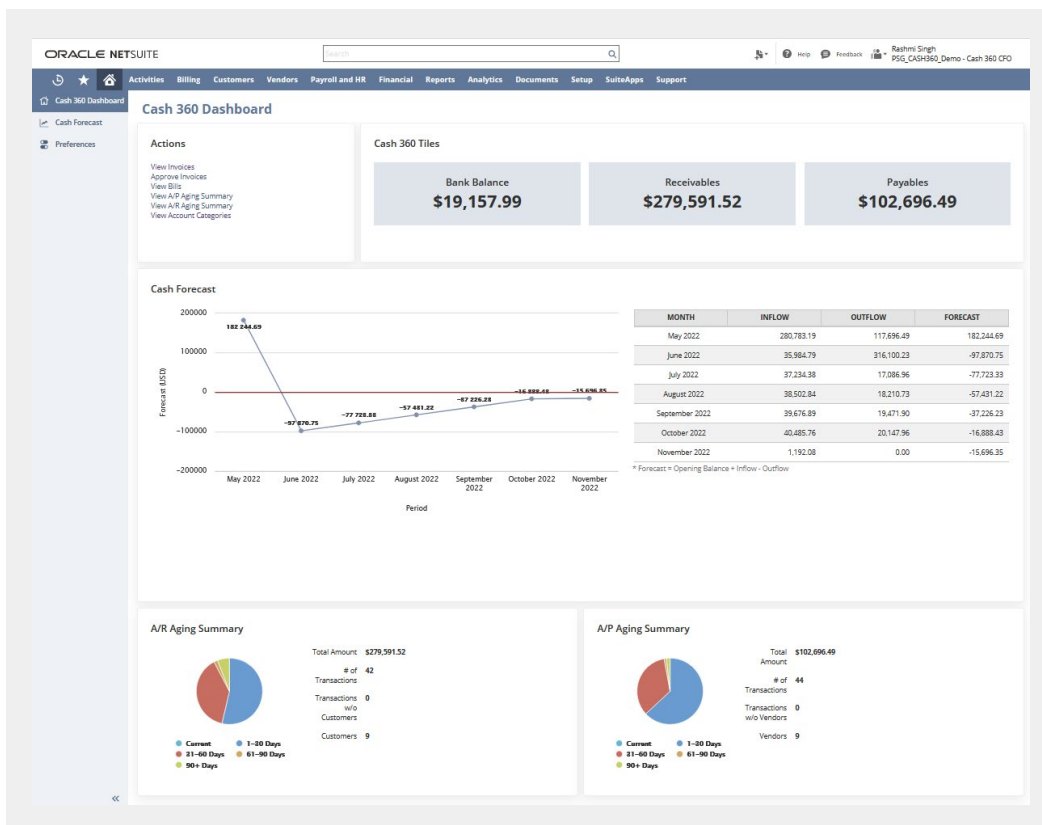 ORACLE NETSUITE
Search
Help
Feedback
Rashmi Singh
PSG_CASH360_Demo - Cash 360 CFO
Activities Billing Customers Vendors Payroll and HR Financial Reports Analytics Documents Setup SuiteApps Support
Cash 360 Dashboard
Cash Forecast
Preferences
Cash 360 Dashboard
Actions
View Invoices
Approve Invoices
View Bills
View A/P Aging Summary
View A/R Aging Summary
View Account Categories
Cash 360 Tiles
Bank Balance
$19,157.99
Receivables
$279,591.52
Payables
$102,696.49
Cash Forecast
Forecast (USD)
200000
100000
0
-100000
-200000
182 244.69
-97 870.75
-77 723.33
-57 431.22
-37 226.23
-16 888.43
-15 696.35
May 2022 June 2022 July 2022 August 2022 September 2022 October 2022 November 2022
Period
MONTH INFLOW OUTFLOW FORECAST
May 2022 280,783.19 117,696.49 182,244.69
June 2022 35,984.79 316,100.23 -97,870.75
July 2022 37,234.38 17,086.96 -77,723.33
August 2022 38,502.84 18,210.73 -57,431.22
September 2022 39,676.89 19,471.90 -37,226.23
October 2022 40,485.76 20,147.96 -16,888.43
November 2022 1,192.08 0.00 -15,696.35
* Forecast = Opening Balance + Inflow - Outflow
A/R Aging Summary
Total Amount $279,591.52
# of Transactions 42
Transactions w/o Customers 0
Customers 9
Current 1-30 Days
31-60 Days 61-90 Days
90+ Days
A/P Aging Summary
Total Amount $102,696.49
# of Transactions 44
Transactions w/o Vendors 0
Vendors 9
Current 1-30 Days
31-60 Days 61-90 Days
90+ Days